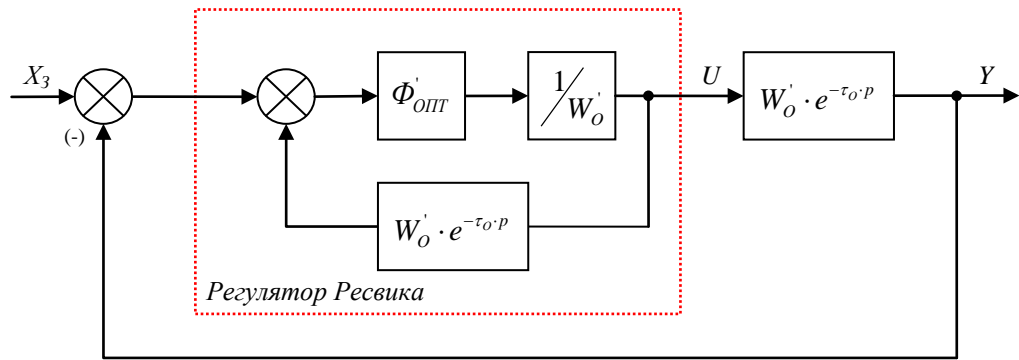 X_З
(-)
Φ'_ОПТ
1/W'_O
U
W'_O · e^{-τ_O·p}
Y
W'_O · e^{-τ_O·p}
Регулятор Ресвика